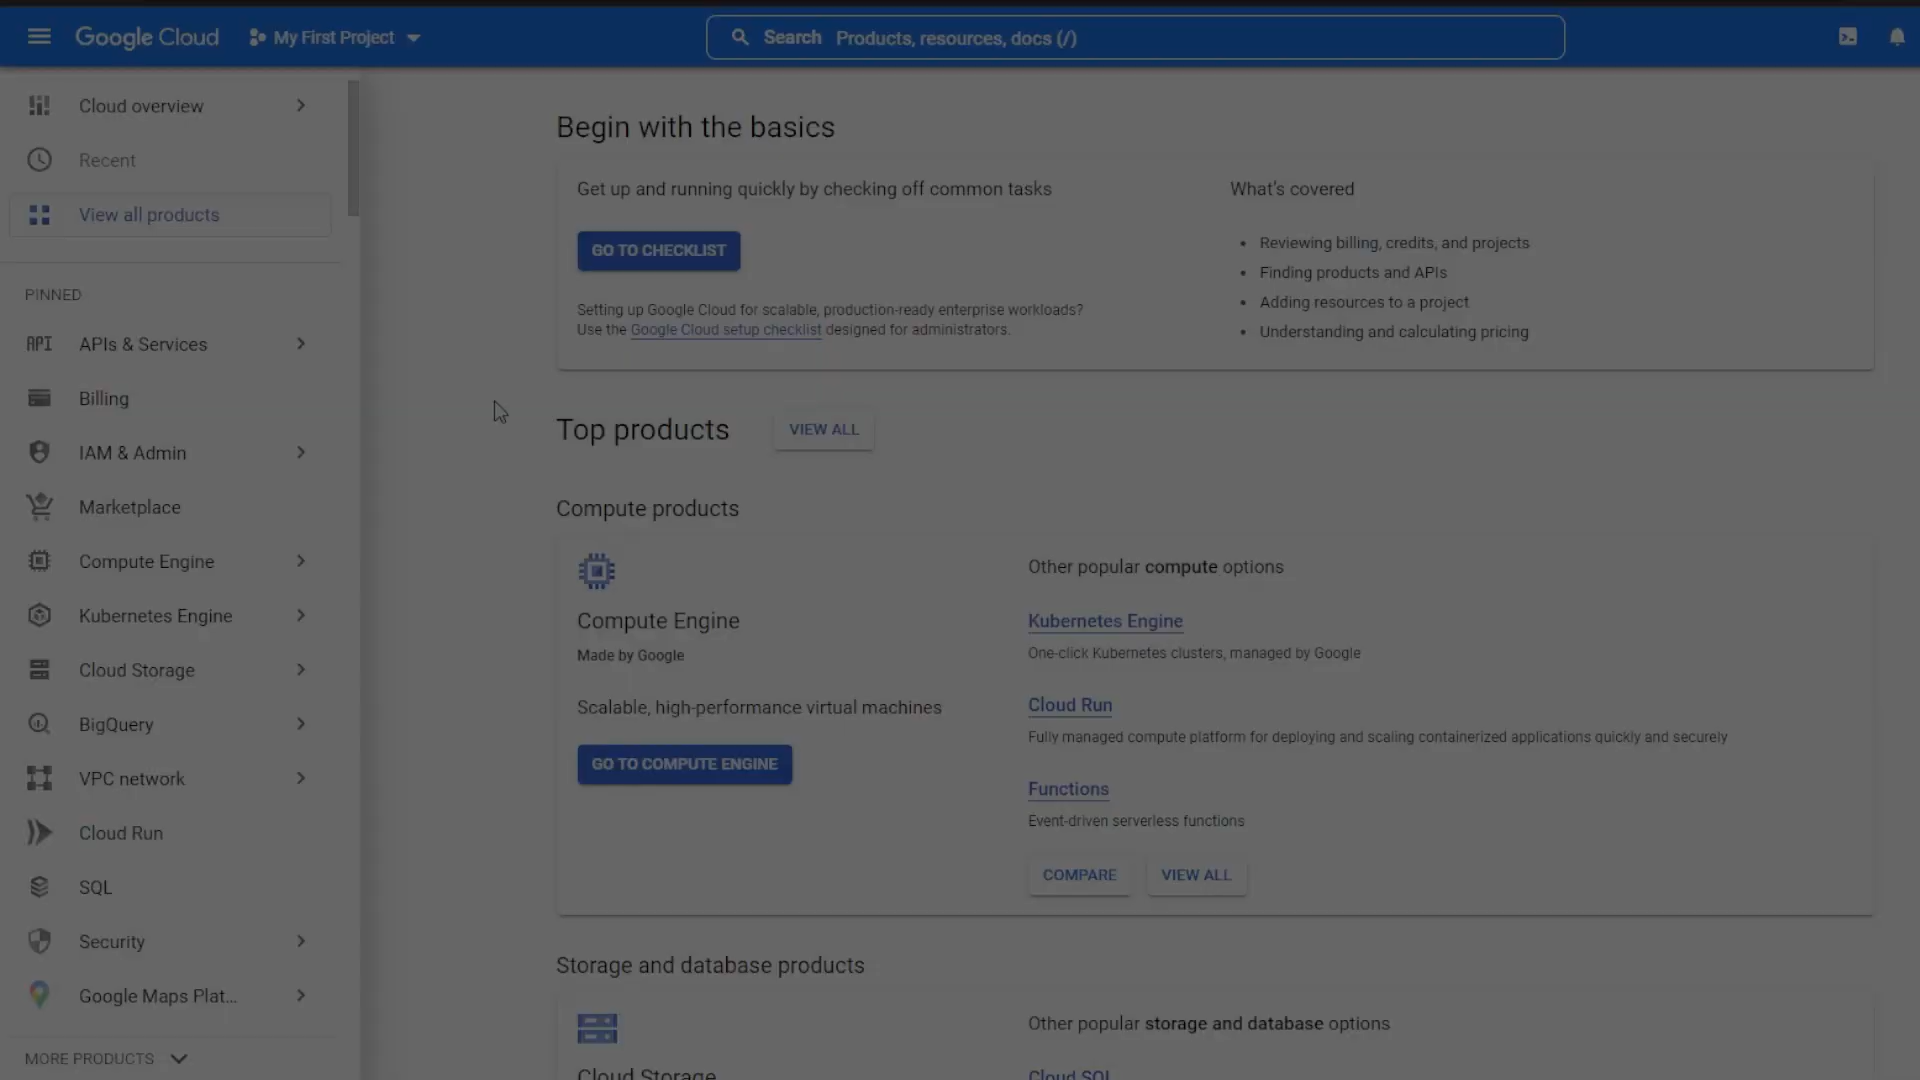 Google Cloud
My First Project
Search Products, resources, docs (/)
Cloud overview
Recent
View all products
PINNED
API APIs & Services
Billing
IAM & Admin
Marketplace
Compute Engine
Kubernetes Engine
Cloud Storage
BigQuery
VPC network
Cloud Run
SQL
Security
Google Maps Plat...
MORE PRODUCTS
Begin with the basics
Get up and running quickly by checking off common tasks
GO TO CHECKLIST
Setting up Google Cloud for scalable, production-ready enterprise workloads?
Use the Google Cloud setup checklist designed for administrators.
What's covered
• Reviewing billing, credits, and projects
• Finding products and APIs
• Adding resources to a project
• Understanding and calculating pricing
Top products
VIEW ALL
Compute products
Compute Engine
Made by Google
Scalable, high-performance virtual machines
GO TO COMPUTE ENGINE
Other popular compute options
Kubernetes Engine
One-click Kubernetes clusters, managed by Google
Cloud Run
Fully managed compute platform for deploying and scaling containerized applications quickly and securely
Functions
Event-driven serverless functions
COMPARE
VIEW ALL
Storage and database products
Cloud Storage
Other popular storage and database options
Cloud SQL